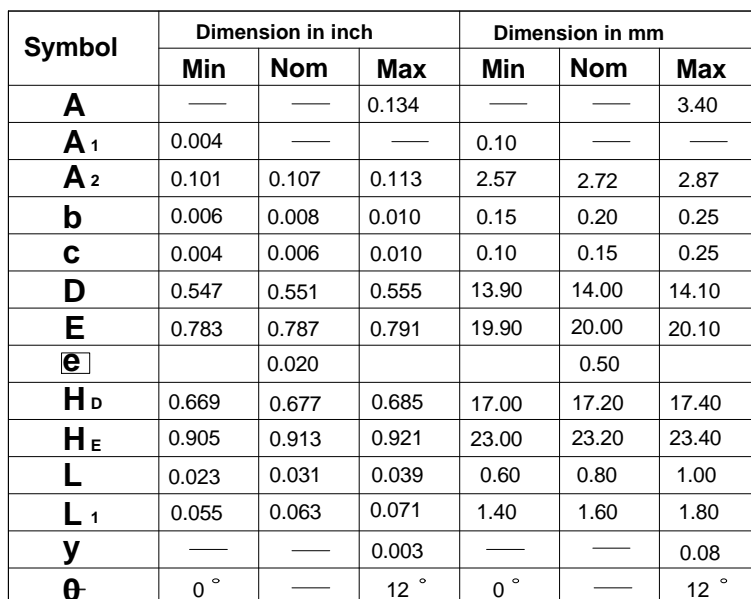 Symbol Dimension in inch Dimension in mm
Min Nom Max Min Nom Max
A — — 0.134 — — 3.40
A 1 0.004 — — 0.10 — —
A 2 0.101 0.107 0.113 2.57 2.72 2.87
b 0.006 0.008 0.010 0.15 0.20 0.25
c 0.004 0.006 0.010 0.10 0.15 0.25
D 0.547 0.551 0.555 13.90 14.00 14.10
E 0.783 0.787 0.791 19.90 20.00 20.10
e 0.020 0.50
H D 0.669 0.677 0.685 17.00 17.20 17.40
H E 0.905 0.913 0.921 23.00 23.20 23.40
L 0.023 0.031 0.039 0.60 0.80 1.00
L 1 0.055 0.063 0.071 1.40 1.60 1.80
y — — 0.003 — — 0.08
θ 0° — 12° 0° — 12°